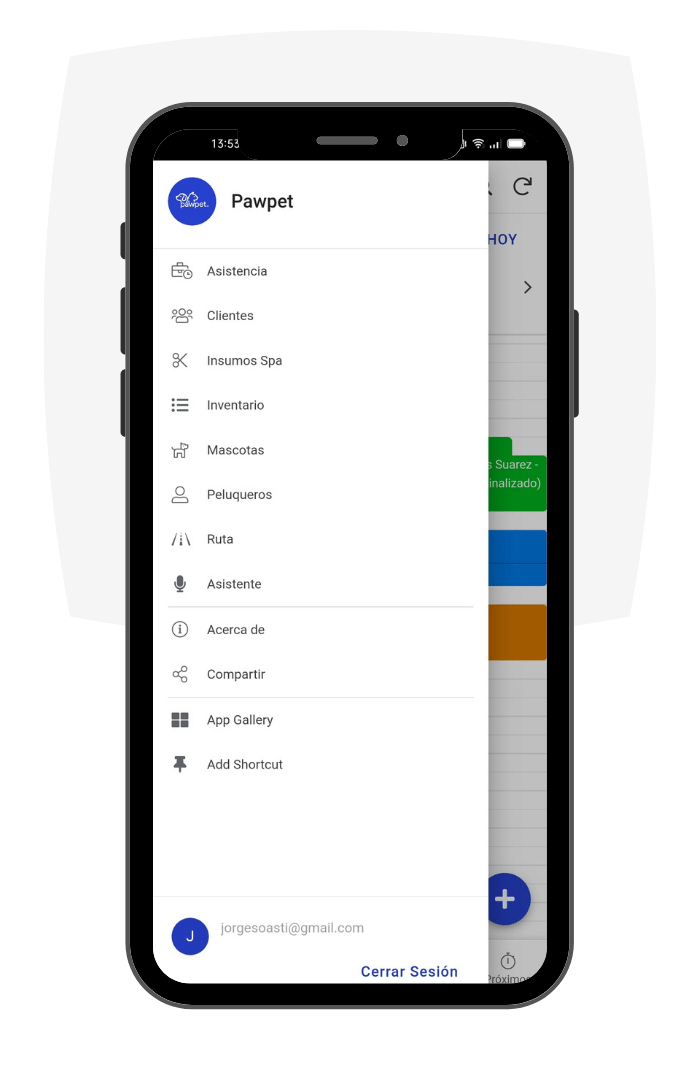 13:53
pawpet.
Pawpet
HOY
Asistencia
Clientes
Insumos Spa
Inventario
Mascotas
s Suarez -
Peluqueros
inalizado)
Ruta
Asistente
Acerca de
Compartir
App Gallery
Add Shortcut
J
jorgesoasti@gmail.com
Cerrar Sesión
Próximo